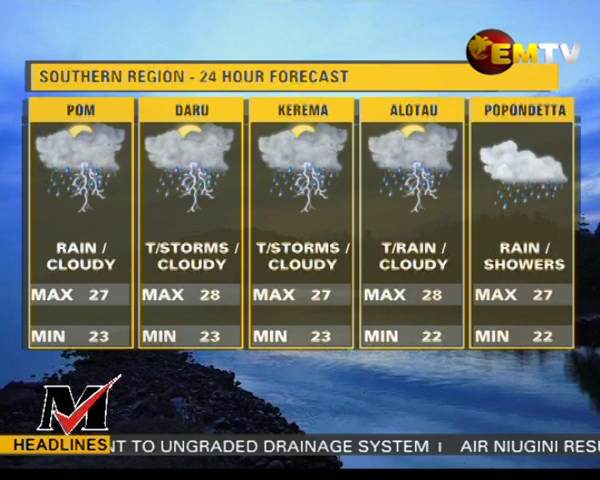 EMTV
SOUTHERN REGION - 24 HOUR FORECAST
POM
RAIN /
CLOUDY
MAX 27
MIN 23
DARU
T/STORMS /
CLOUDY
MAX 28
MIN 23
KEREMA
T/STORMS /
CLOUDY
MAX 27
MIN 23
ALOTAU
T/RAIN /
CLOUDY
MAX 28
MIN 22
POPONDETTA
RAIN /
SHOWERS
MAX 27
MIN 22
M
HEADLINES NT TO UNGRADED DRAINAGE SYSTEM I AIR NIUGINI RESU